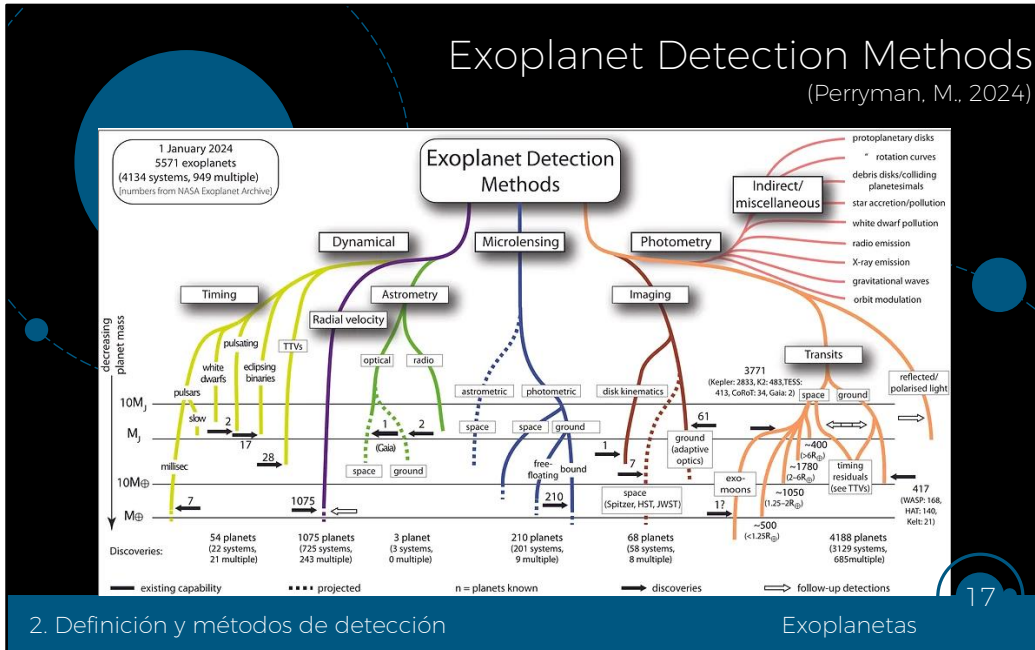 Exoplanet Detection Methods
(Perryman, M., 2024)
1 January 2024
5571 exoplanets
(4134 systems, 949 multiple)
[numbers from NASA Exoplanet Archive]
Exoplanet Detection
Methods
protoplanetary disks
" rotation curves
debris disks/colliding
planetesimals
star accretion/pollution
white dwarf pollution
radio emission
X-ray emission
gravitational waves
orbit modulation
Indirect/
miscellaneous
Dynamical
Microlensing
Photometry
Timing
Astrometry
Imaging
Radial velocity
Transits
decreasing
planet mass
10MJ
MJ
10M⊕
M⊕
pulsars
slow
millisec
white
dwarfs
pulsating
eclipsing
binaries
TTVs
2
17
28
7
1075
optical
radio
1
(Gaia)
2
space
ground
astrometric
photometric
space
space
ground
free-
floating
bound
210
disk kinematics
61
1
7
ground
(adaptive
optics)
space
(Spitzer, HST, JWST)
3771
(Kepler: 2833, K2: 483, TESS:
413, CoRoT: 34, Gaia: 2)
space
ground
reflected/
polarised light
exo-
moons
1?
~400
(>6R⊕)
~1780
(2–6R⊕)
~1050
(1.25–2R⊕)
~500
(<1.25R⊕)
timing
residuals
(see TTVs)
417
(WASP: 168,
HAT: 140,
Kelt: 21)
Discoveries:
54 planets
(22 systems,
21 multiple)
1075 planets
(725 systems,
243 multiple)
3 planet
(3 systems,
0 multiple)
210 planets
(201 systems,
9 multiple)
68 planets
(58 systems,
8 multiple)
4188 planets
(3129 systems,
685multiple)
existing capability
projected
n = planets known
discoveries
follow-up detections
2. Definición y métodos de detección
Exoplanetas
17